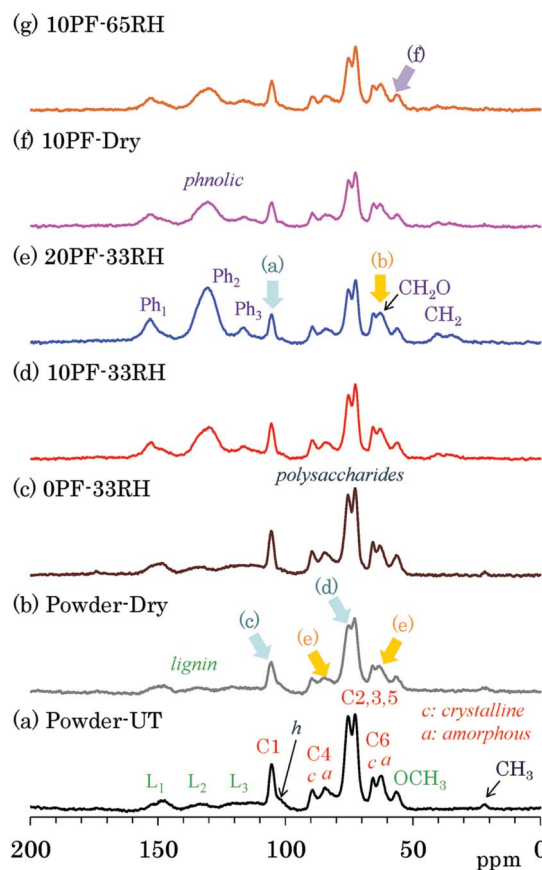 (g) 10PF-65RH
(f)
(f) 10PF-Dry
phnolic
(e) 20PF-33RH
(a)
(b)
Ph₁
Ph₂
Ph₃
CH₂O
CH₂
(d) 10PF-33RH
polysaccharides
(c) 0PF-33RH
(d)
(b) Powder-Dry
(c)
(e)
(e)
lignin
C2,3,5
c: crystalline
(a) Powder-UT
h
C1
C4
C6
a: amorphous
c a
c a
L₁
L₂
L₃
OCH₃
CH₃
200 150 100 50 0
ppm